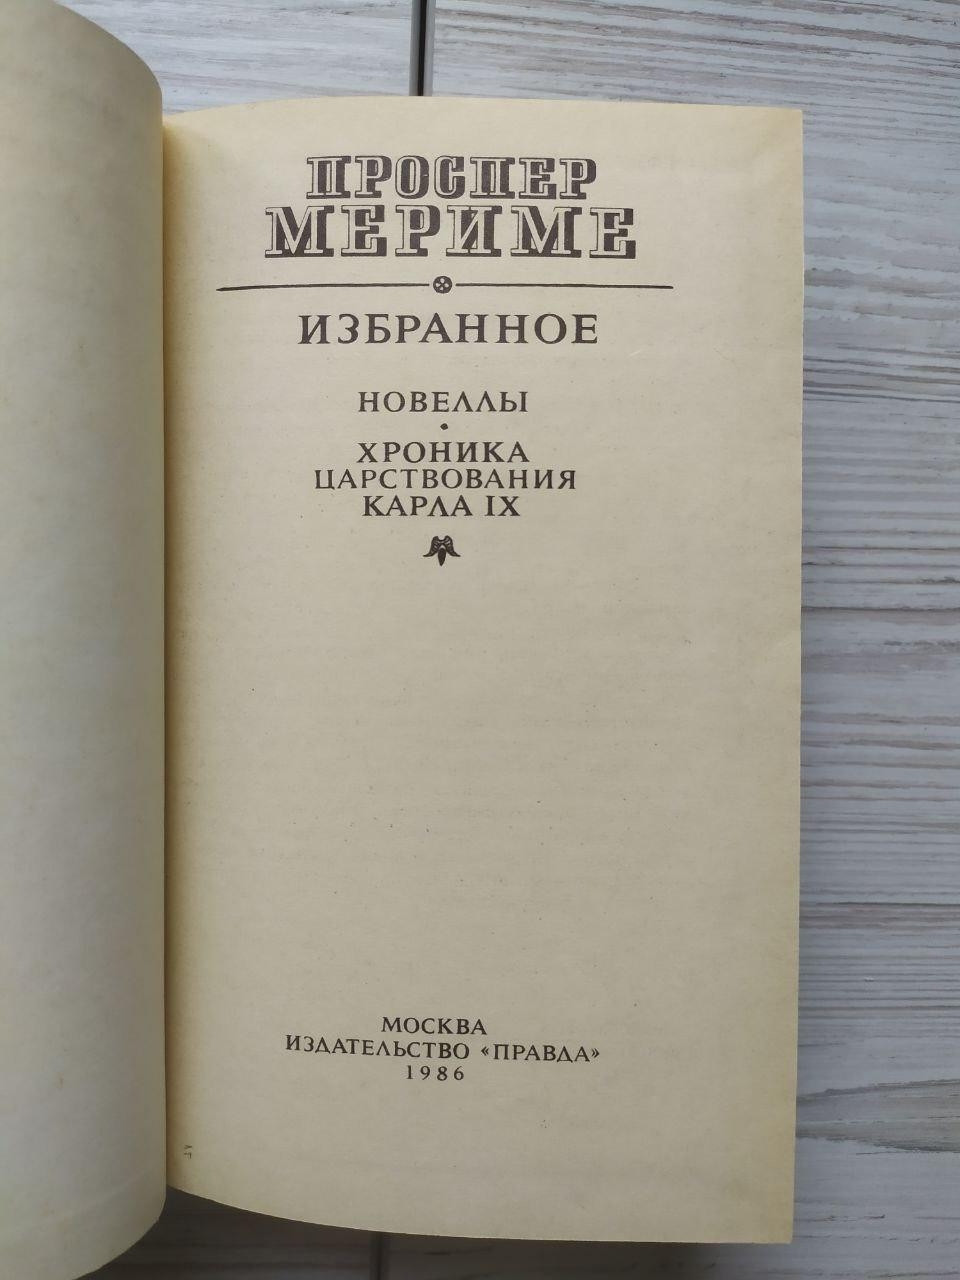 ПРОСПЕР
МЕРИМЕ
ИЗБРАННОЕ
НОВЕЛЛЫ
ХРОНИКА
ЦАРСТВОВАНИЯ
КАРЛА IX
МОСКВА
ИЗДАТЕЛЬСТВО «ПРАВДА»
1986